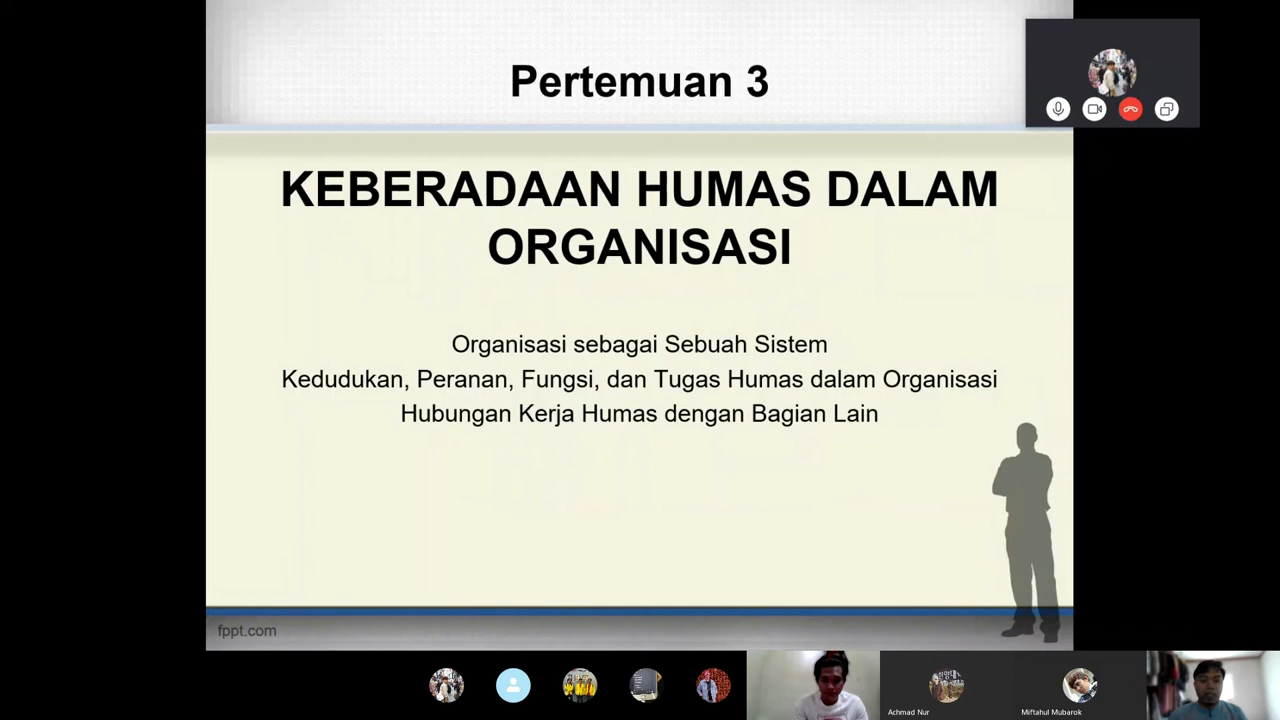 Pertemuan 3
KEBERADAAN HUMAS DALAM
ORGANISASI
Organisasi sebagai Sebuah Sistem
Kedudukan, Peranan, Fungsi, dan Tugas Humas dalam Organisasi
Hubungan Kerja Humas dengan Bagian Lain
fppt.com
Achmad Nur
Miftahul Mubarok